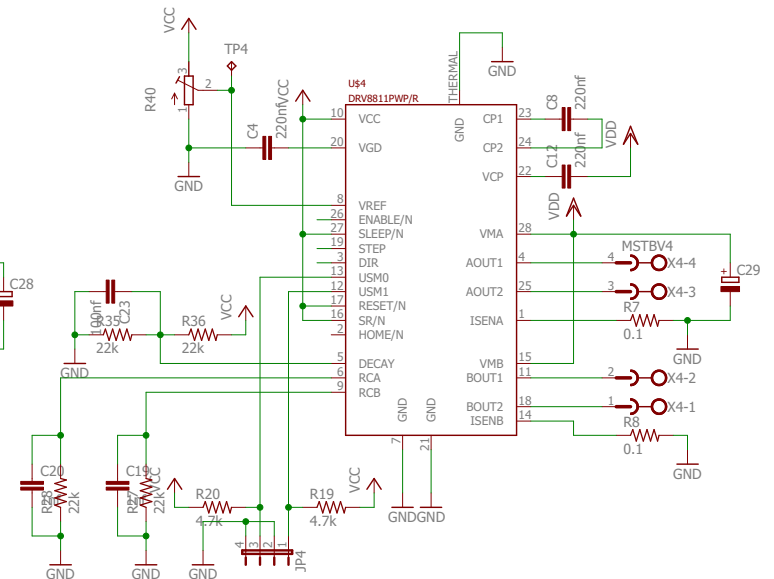 VCC
TP4
3
2
1
R40
GND
C4
220nf
VCC
U$4
DRV8811PWP/R
THERMAL
GND
GND
10 VCC
20 VGD
8 VREF
26 ENABLE/N
27 SLEEP/N
19 STEP
3 DIR
13 USM0
12 USM1
17 RESET/N
16 SR/N
2 HOME/N
5 DECAY
6 RCA
9 RCB
CP1 23
CP2 24
VCP 22
VMA 28
AOUT1 4
AOUT2 25
ISENA 1
VMB 15
BOUT1 11
BOUT2 18
ISENB 14
GND
GND
7
21
GND
GND
C8
220nf
C12
220nf
VDD
VDD
MSTBV4
4 X4-4
3 X4-3
R7
0.1
C29
+
GND
2 X4-2
1 X4-1
R8
0.1
GND
C28
100nf
C23
R35
22k
R36
22k
VCC
GND
C20
22k
GND
C19
22k
GND
VCC
R20
4.7k
GND
R19
4.7k
VCC
4
3
2
1
JP4